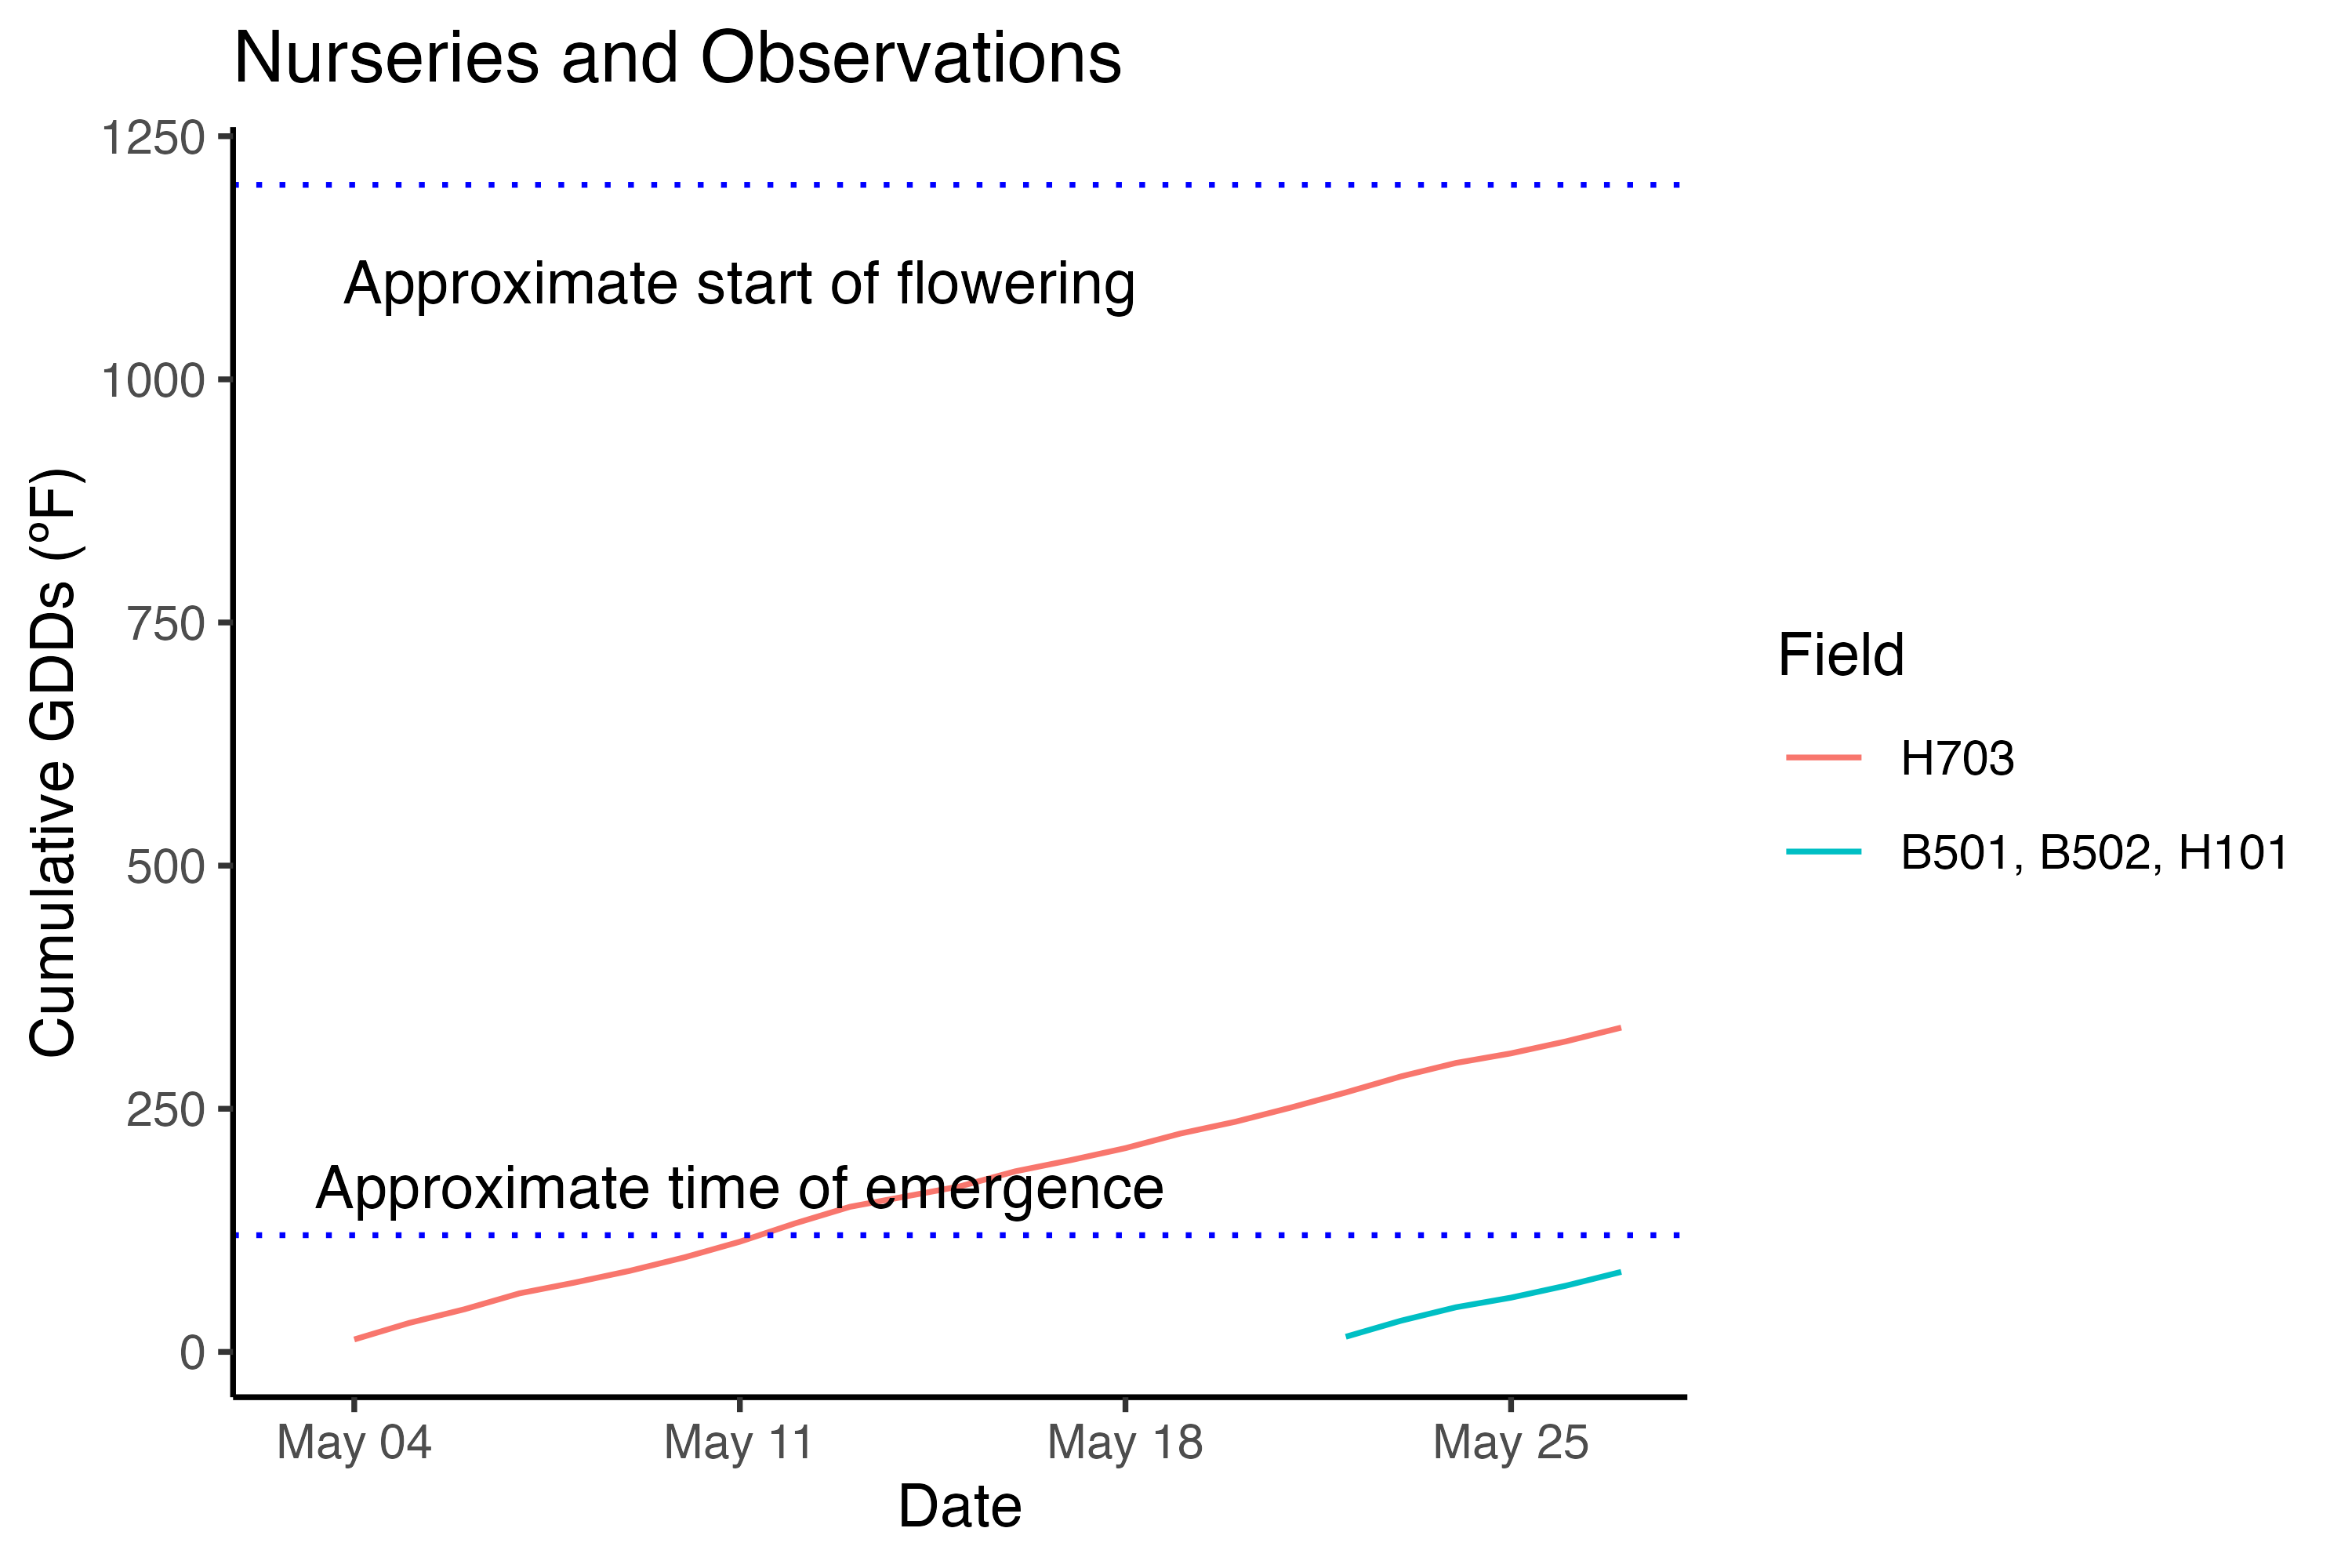 Nurseries and Observations
1250
Approximate start of flowering
1000
750
500
250
Approximate time of emergence
0
Cumulative GDDs (ºF)
May 04
May 11
May 18
May 25
Date
Field
H703
B501, B502, H101